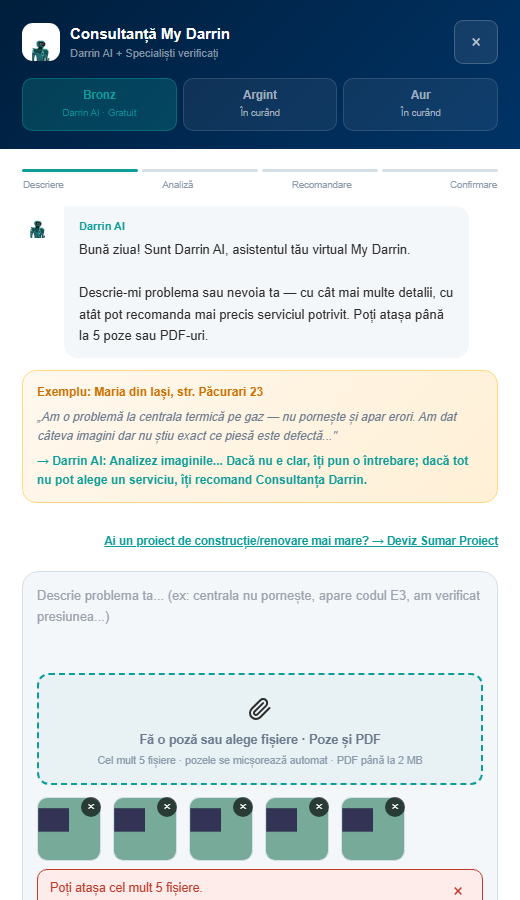 Consultanță My Darrin
Darrin AI + Specialiști verificați
×
Bronz
Darrin AI · Gratuit
Argint
În curând
Aur
În curând
Descriere
Analiză
Recomandare
Confirmare
Darrin AI
Bună ziua! Sunt Darrin AI, asistentul tău virtual My Darrin.
Descrie-mi problema sau nevoia ta — cu cât mai multe detalii, cu
atât pot recomanda mai precis serviciul potrivit. Poți atașa până
la 5 poze sau PDF-uri.
Exemplu: Maria din Iași, str. Păcurari 23
„Am o problemă la centrala termică pe gaz — nu pornește și apar erori. Am dat
câteva imagini dar nu știu exact ce piesă este defectă..."
→ Darrin AI: Analizez imaginile... Dacă nu e clar, îți pun o întrebare; dacă tot
nu pot alege un serviciu, îți recomand Consultanța Darrin.
Ai un proiect de construcție/renovare mai mare? → Deviz Sumar Proiect
Descrie problema ta... (ex: centrala nu pornește, apare codul E3, am verificat
presiunea...)
Fă o poză sau alege fișiere · Poze și PDF
Cel mult 5 fișiere · pozele se micșorează automat · PDF până la 2 MB
× × × × ×
Poți atașa cel mult 5 fișiere.
×